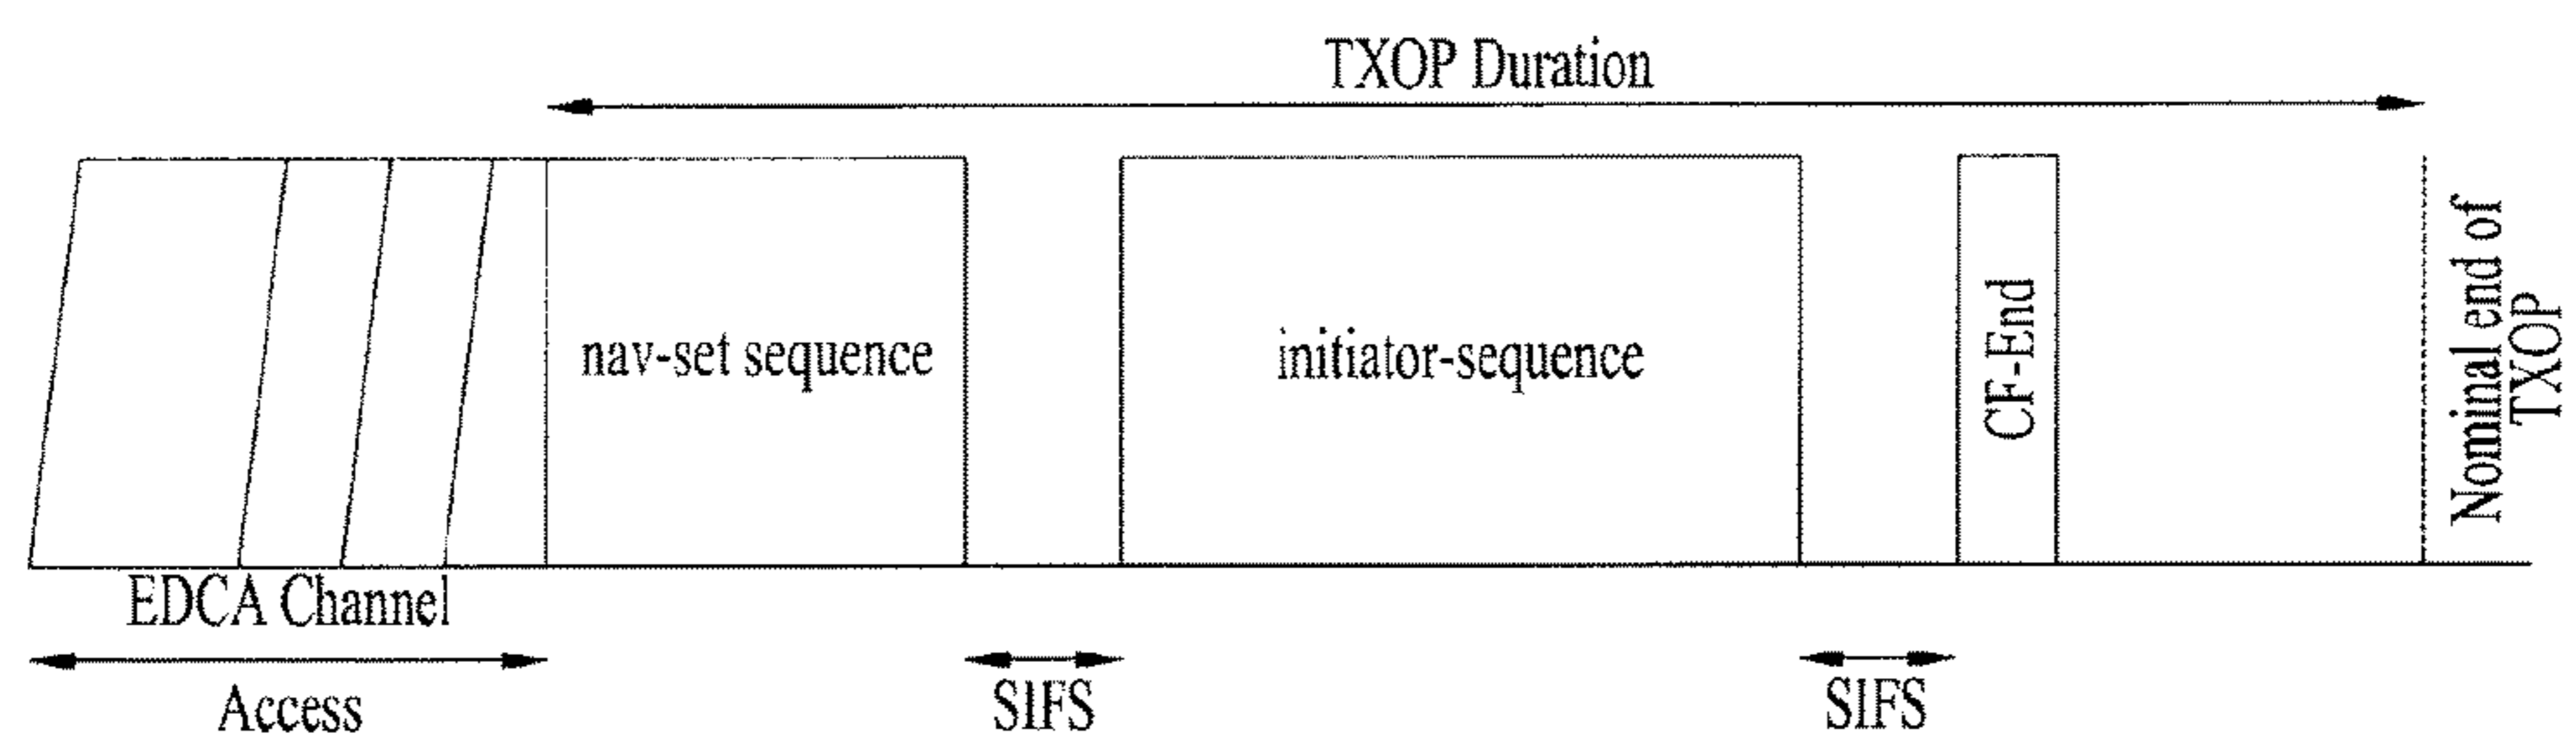 TXOP Duration
nav-set sequence
initiator-sequence
CF-End
Nominal end of
TXOP
EDCA Channel
Access
SIFS
SIFS